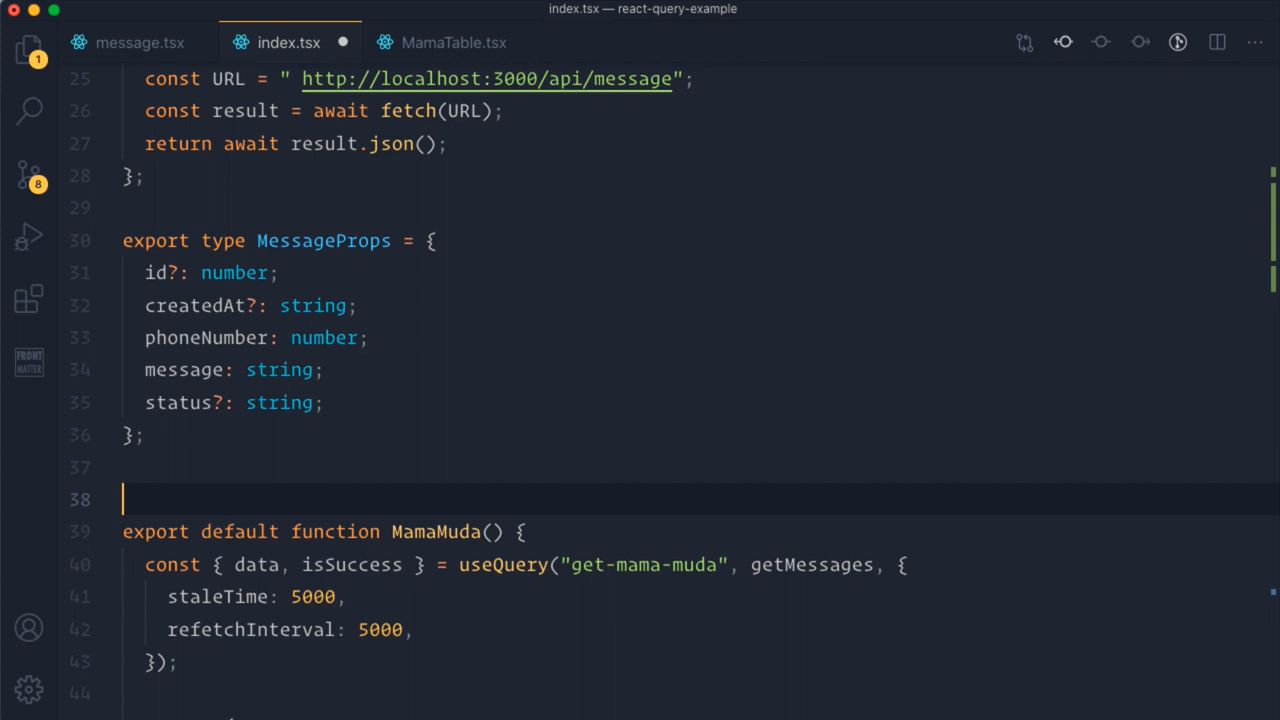 index.tsx — react-query-example
message.tsx index.tsx MamaTable.tsx
1
8
FRONT
MATTER
25 const URL = " http://localhost:3000/api/message";
26 const result = await fetch(URL);
27 return await result.json();
28 };
29
30 export type MessageProps = {
31 id?: number;
32 createdAt?: string;
33 phoneNumber: number;
34 message: string;
35 status?: string;
36 };
37
38
39 export default function MamaMuda() {
40 const { data, isSuccess } = useQuery("get-mama-muda", getMessages, {
41 staleTime: 5000,
42 refetchInterval: 5000,
43 });
44